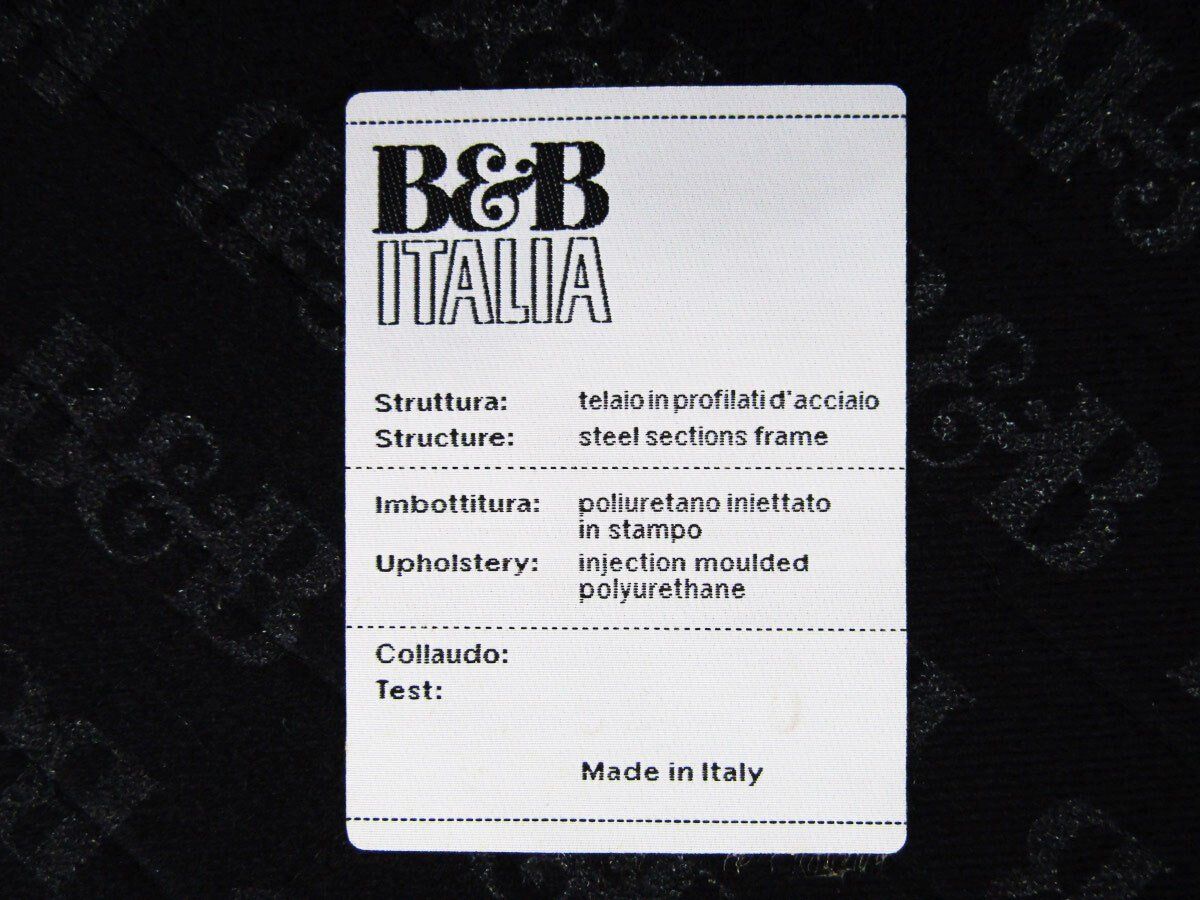 B&B
ITALIA
Struttura: telaio in profilati d'acciaio
Structure: steel sections frame
Imbottitura: poliuretano iniettato
in stampo
Upholstery: injection moulded
polyurethane
Collaudo:
Test:
Made in Italy